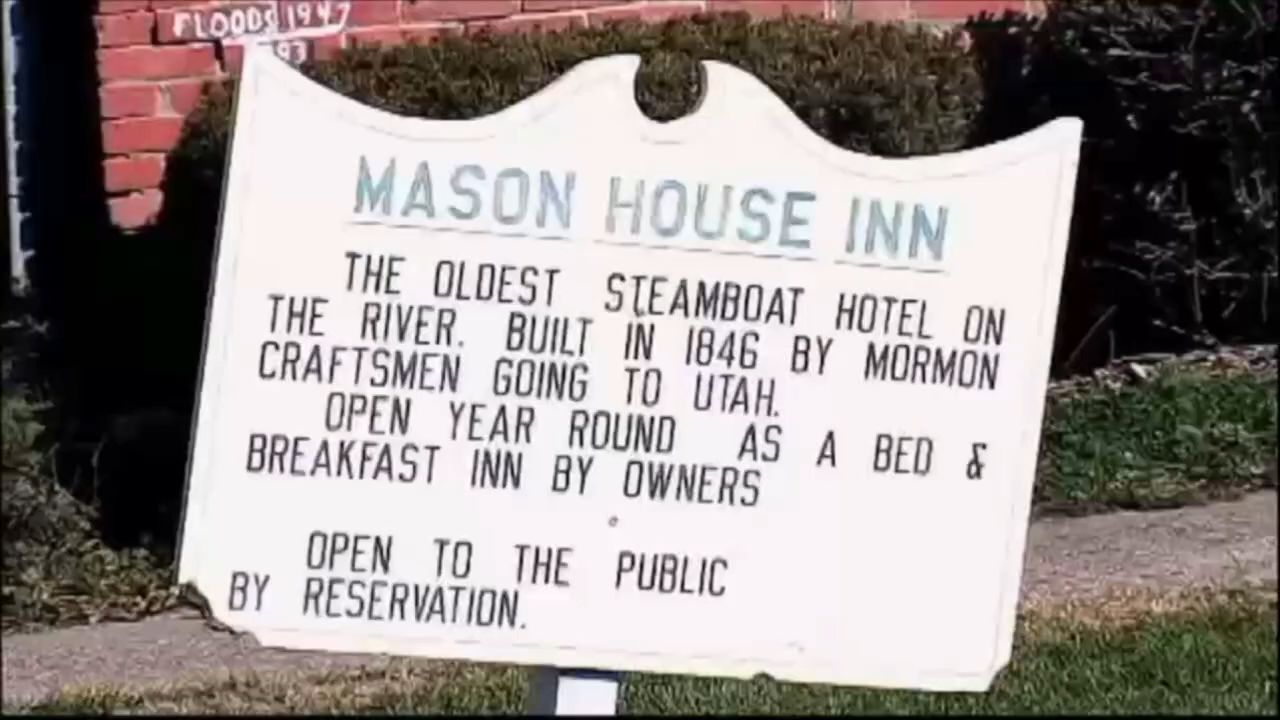 FLOODS 1947
93
MASON HOUSE INN
THE OLDEST STEAMBOAT HOTEL ON
THE RIVER. BUILT IN 1846 BY MORMON
CRAFTSMEN GOING TO UTAH.
OPEN YEAR ROUND AS A BED &
BREAKFAST INN BY OWNERS
OPEN TO THE PUBLIC
BY RESERVATION.